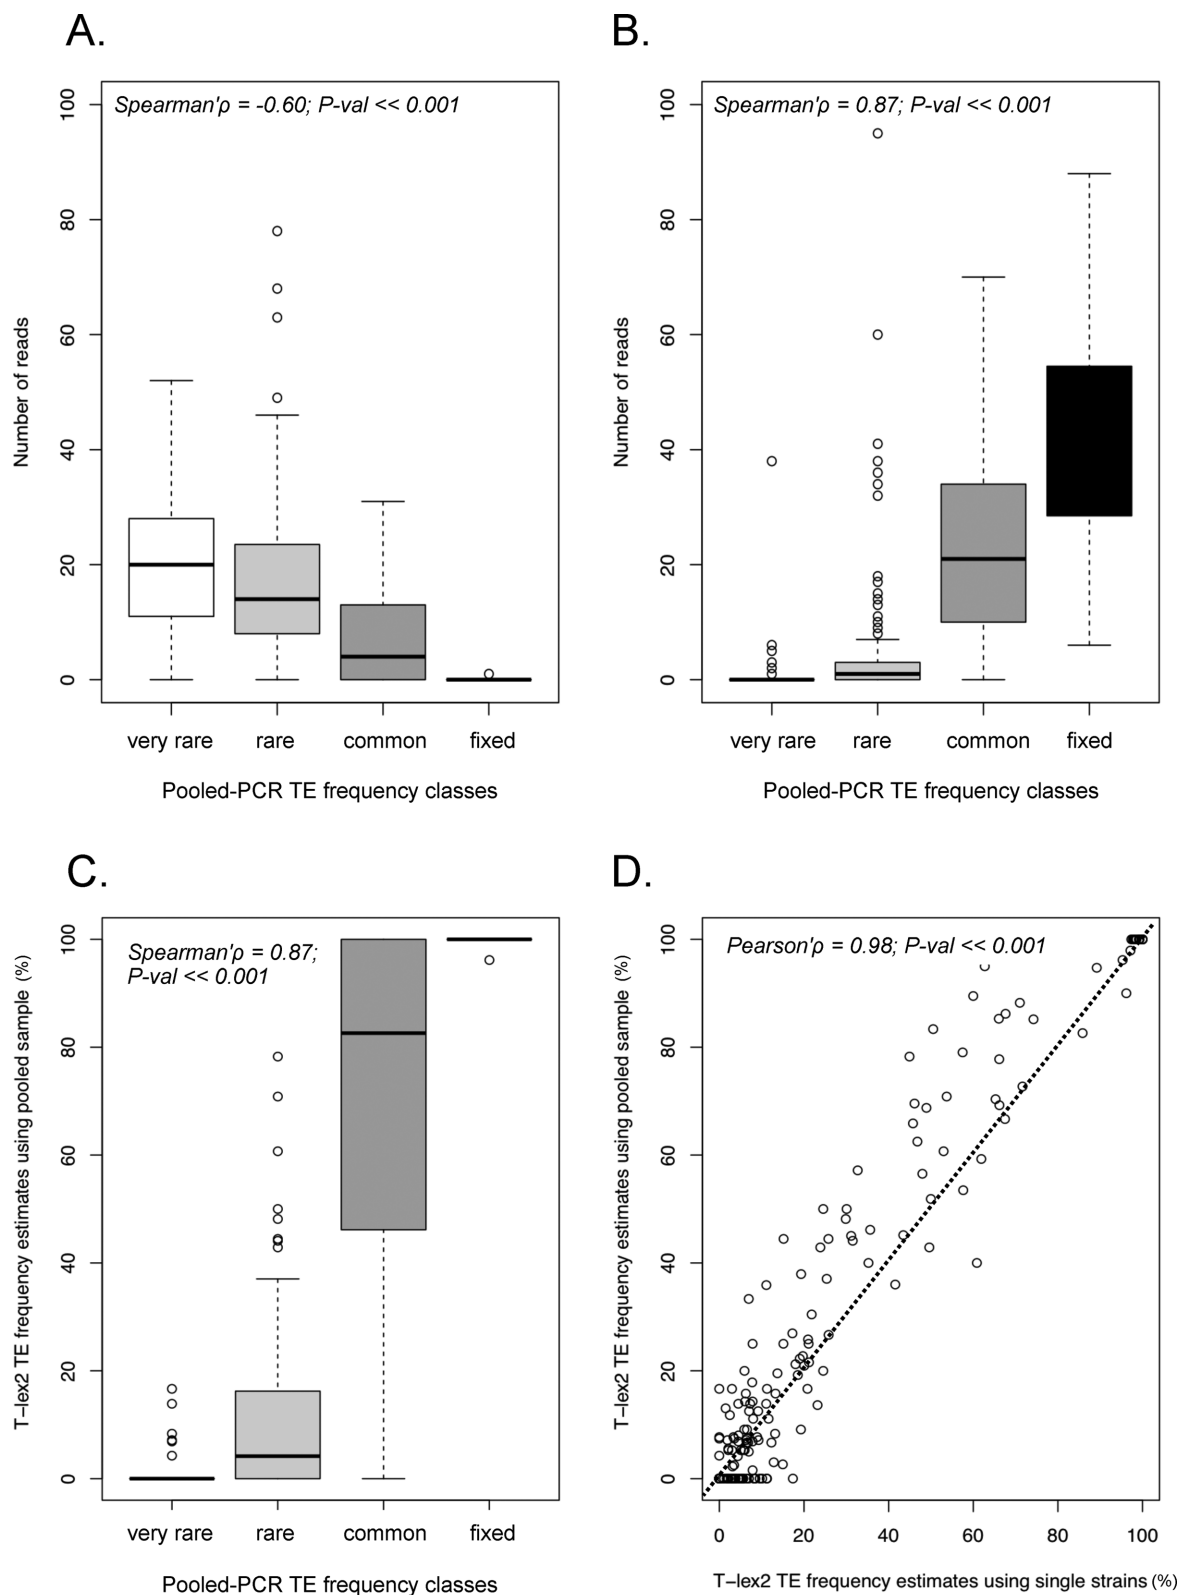 A.
Spearman'ρ = -0.60; P-val << 0.001
100
80
60
40
20
0
Number of reads
very rare rare common fixed
Pooled-PCR TE frequency classes
B.
Spearman'ρ = 0.87; P-val << 0.001
100
80
60
40
20
0
Number of reads
very rare rare common fixed
Pooled-PCR TE frequency classes
C.
Spearman'ρ = 0.87;
P-val << 0.001
100
80
60
40
20
0
T-lex2 TE frequency estimates using pooled sample (%)
very rare rare common fixed
Pooled-PCR TE frequency classes
D.
Pearson'ρ = 0.98; P-val << 0.001
100
80
60
40
20
0
T-lex2 TE frequency estimates using pooled sample (%)
0 20 40 60 80 100
T-lex2 TE frequency estimates using single strains (%)